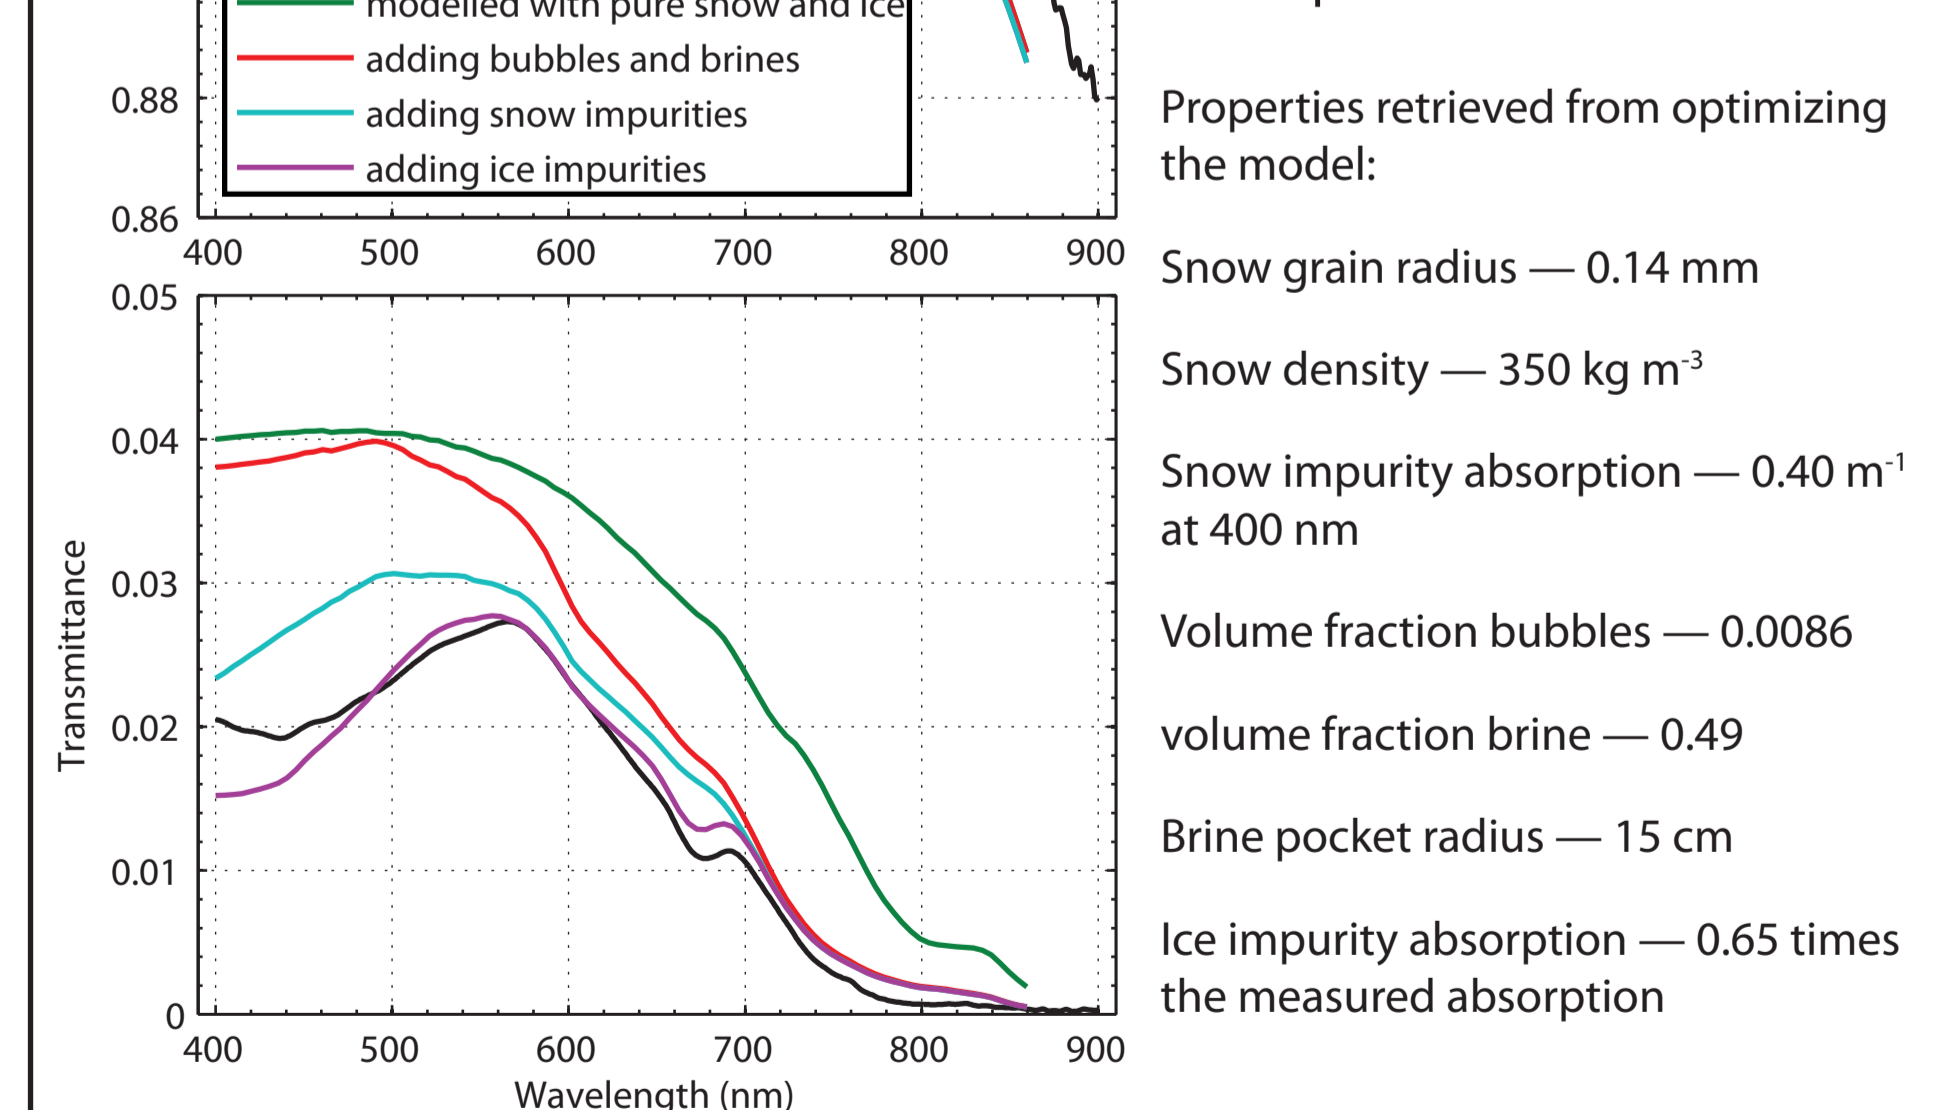 modelled with pure snow and ice
adding bubbles and brines
adding snow impurities
adding ice impurities
0.88
0.86
400 500 600 700 800 900
0.05
0.04
0.03
0.02
0.01
0
Transmittance
400 500 600 700 800 900
Wavelength (nm)
Properties retrieved from optimizing
the model:
Snow grain radius — 0.14 mm
Snow density — 350 kg m⁻³
Snow impurity absorption — 0.40 m⁻¹
at 400 nm
Volume fraction bubbles — 0.0086
volume fraction brine — 0.49
Brine pocket radius — 15 cm
Ice impurity absorption — 0.65 times
the measured absorption